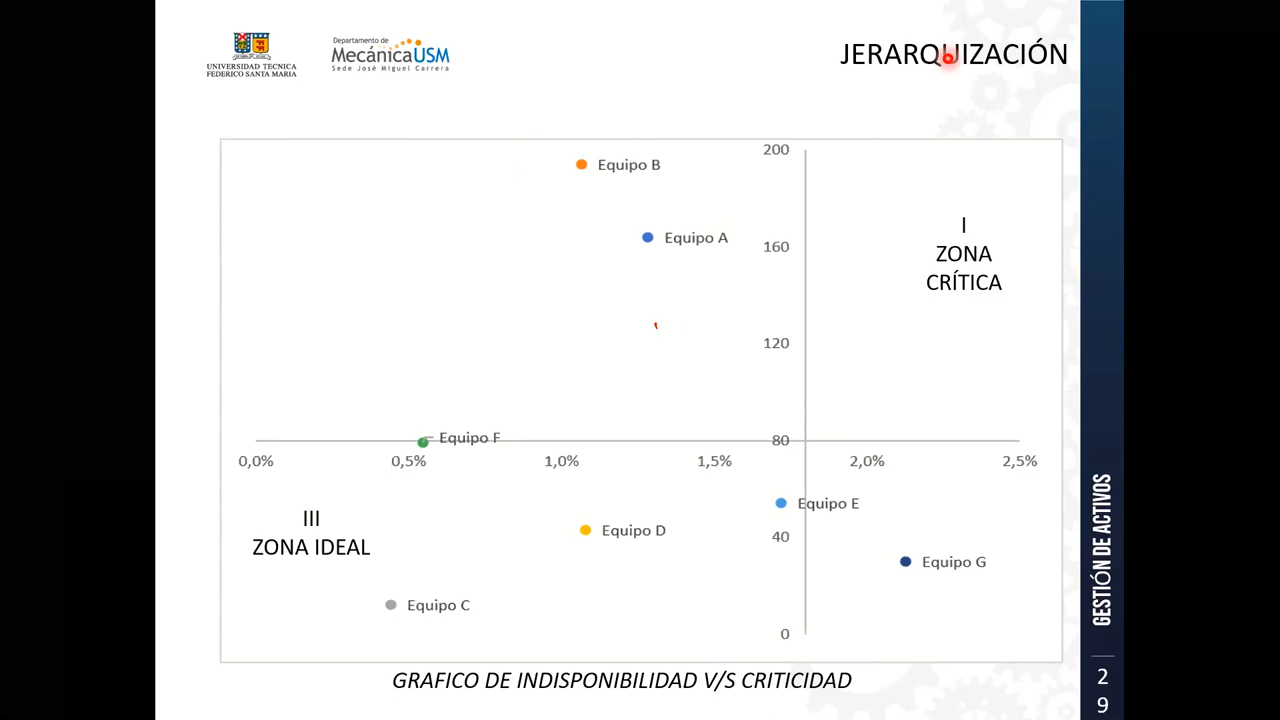 UNIVERSIDAD TECNICA
FEDERICO SANTA MARIA
Departamento de
MecánicaUSM
Sede José Miguel Carrera
JERARQUIZACIÓN
200
Equipo B
I
ZONA
CRÍTICA
Equipo A
160
120
Equipo F
80
0,0%
0,5%
1,0%
1,5%
2,0%
2,5%
III
ZONA IDEAL
Equipo E
Equipo D
40
Equipo G
Equipo C
0
GRAFICO DE INDISPONIBILIDAD V/S CRITICIDAD
GESTIÓN DE ACTIVOS
2
9